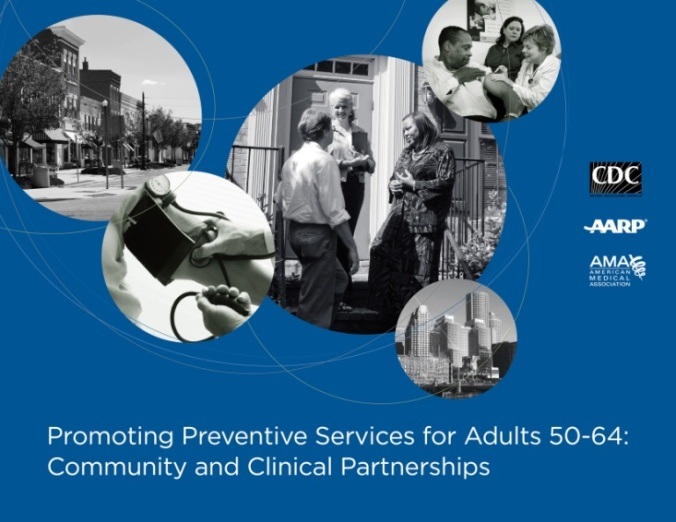 CDC
AARP
AMA
AMERICAN
MEDICAL
ASSOCIATION
Promoting Preventive Services for Adults 50-64:
Community and Clinical Partnerships